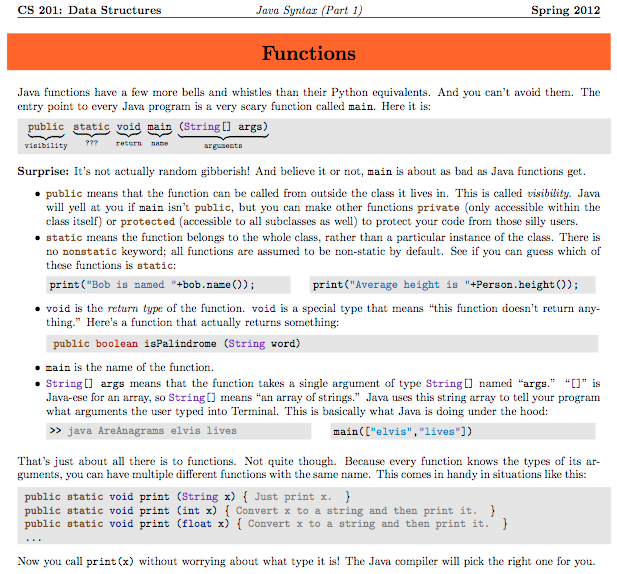 CS 201: Data Structures Java Syntax (Part 1) Spring 2012
Functions
Java functions have a few more bells and whistles than their Python equivalents. And you can't avoid them. The
entry point to every Java program is a very scary function called main. Here it is:
public static void main (String[] args)
visibility ??? return name arguments
Surprise: It's not actually random gibberish! And believe it or not, main is about as bad as Java functions get.
• public means that the function can be called from outside the class it lives in. This is called visibility. Java
will yell at you if main isn't public, but you can make other functions private (only accessible within the
class itself) or protected (accessible to all subclasses as well) to protect your code from those silly users.
• static means the function belongs to the whole class, rather than a particular instance of the class. There is
no nonstatic keyword; all functions are assumed to be non-static by default. See if you can guess which of
these functions is static:
print("Bob is named "+bob.name()); print("Average height is "+Person.height());
• void is the return type of the function. void is a special type that means “this function doesn't return any-
thing.” Here's a function that actually returns something:
public boolean isPalindrome (String word)
• main is the name of the function.
• String[] args means that the function takes a single argument of type String[] named “args.” “[]” is
Java-ese for an array, so String[] means “an array of strings.” Java uses this string array to tell your program
what arguments the user typed into Terminal. This is basically what Java is doing under the hood:
>> java AreAnagrams elvis lives main(["elvis","lives"])
That's just about all there is to functions. Not quite though. Because every function knows the types of its ar-
guments, you can have multiple different functions with the same name. This comes in handy in situations like this:
public static void print (String x) { Just print x. }
public static void print (int x) { Convert x to a string and then print it. }
public static void print (float x) { Convert x to a string and then print it. }
...
Now you call print(x) without worrying about what type it is! The Java compiler will pick the right one for you.